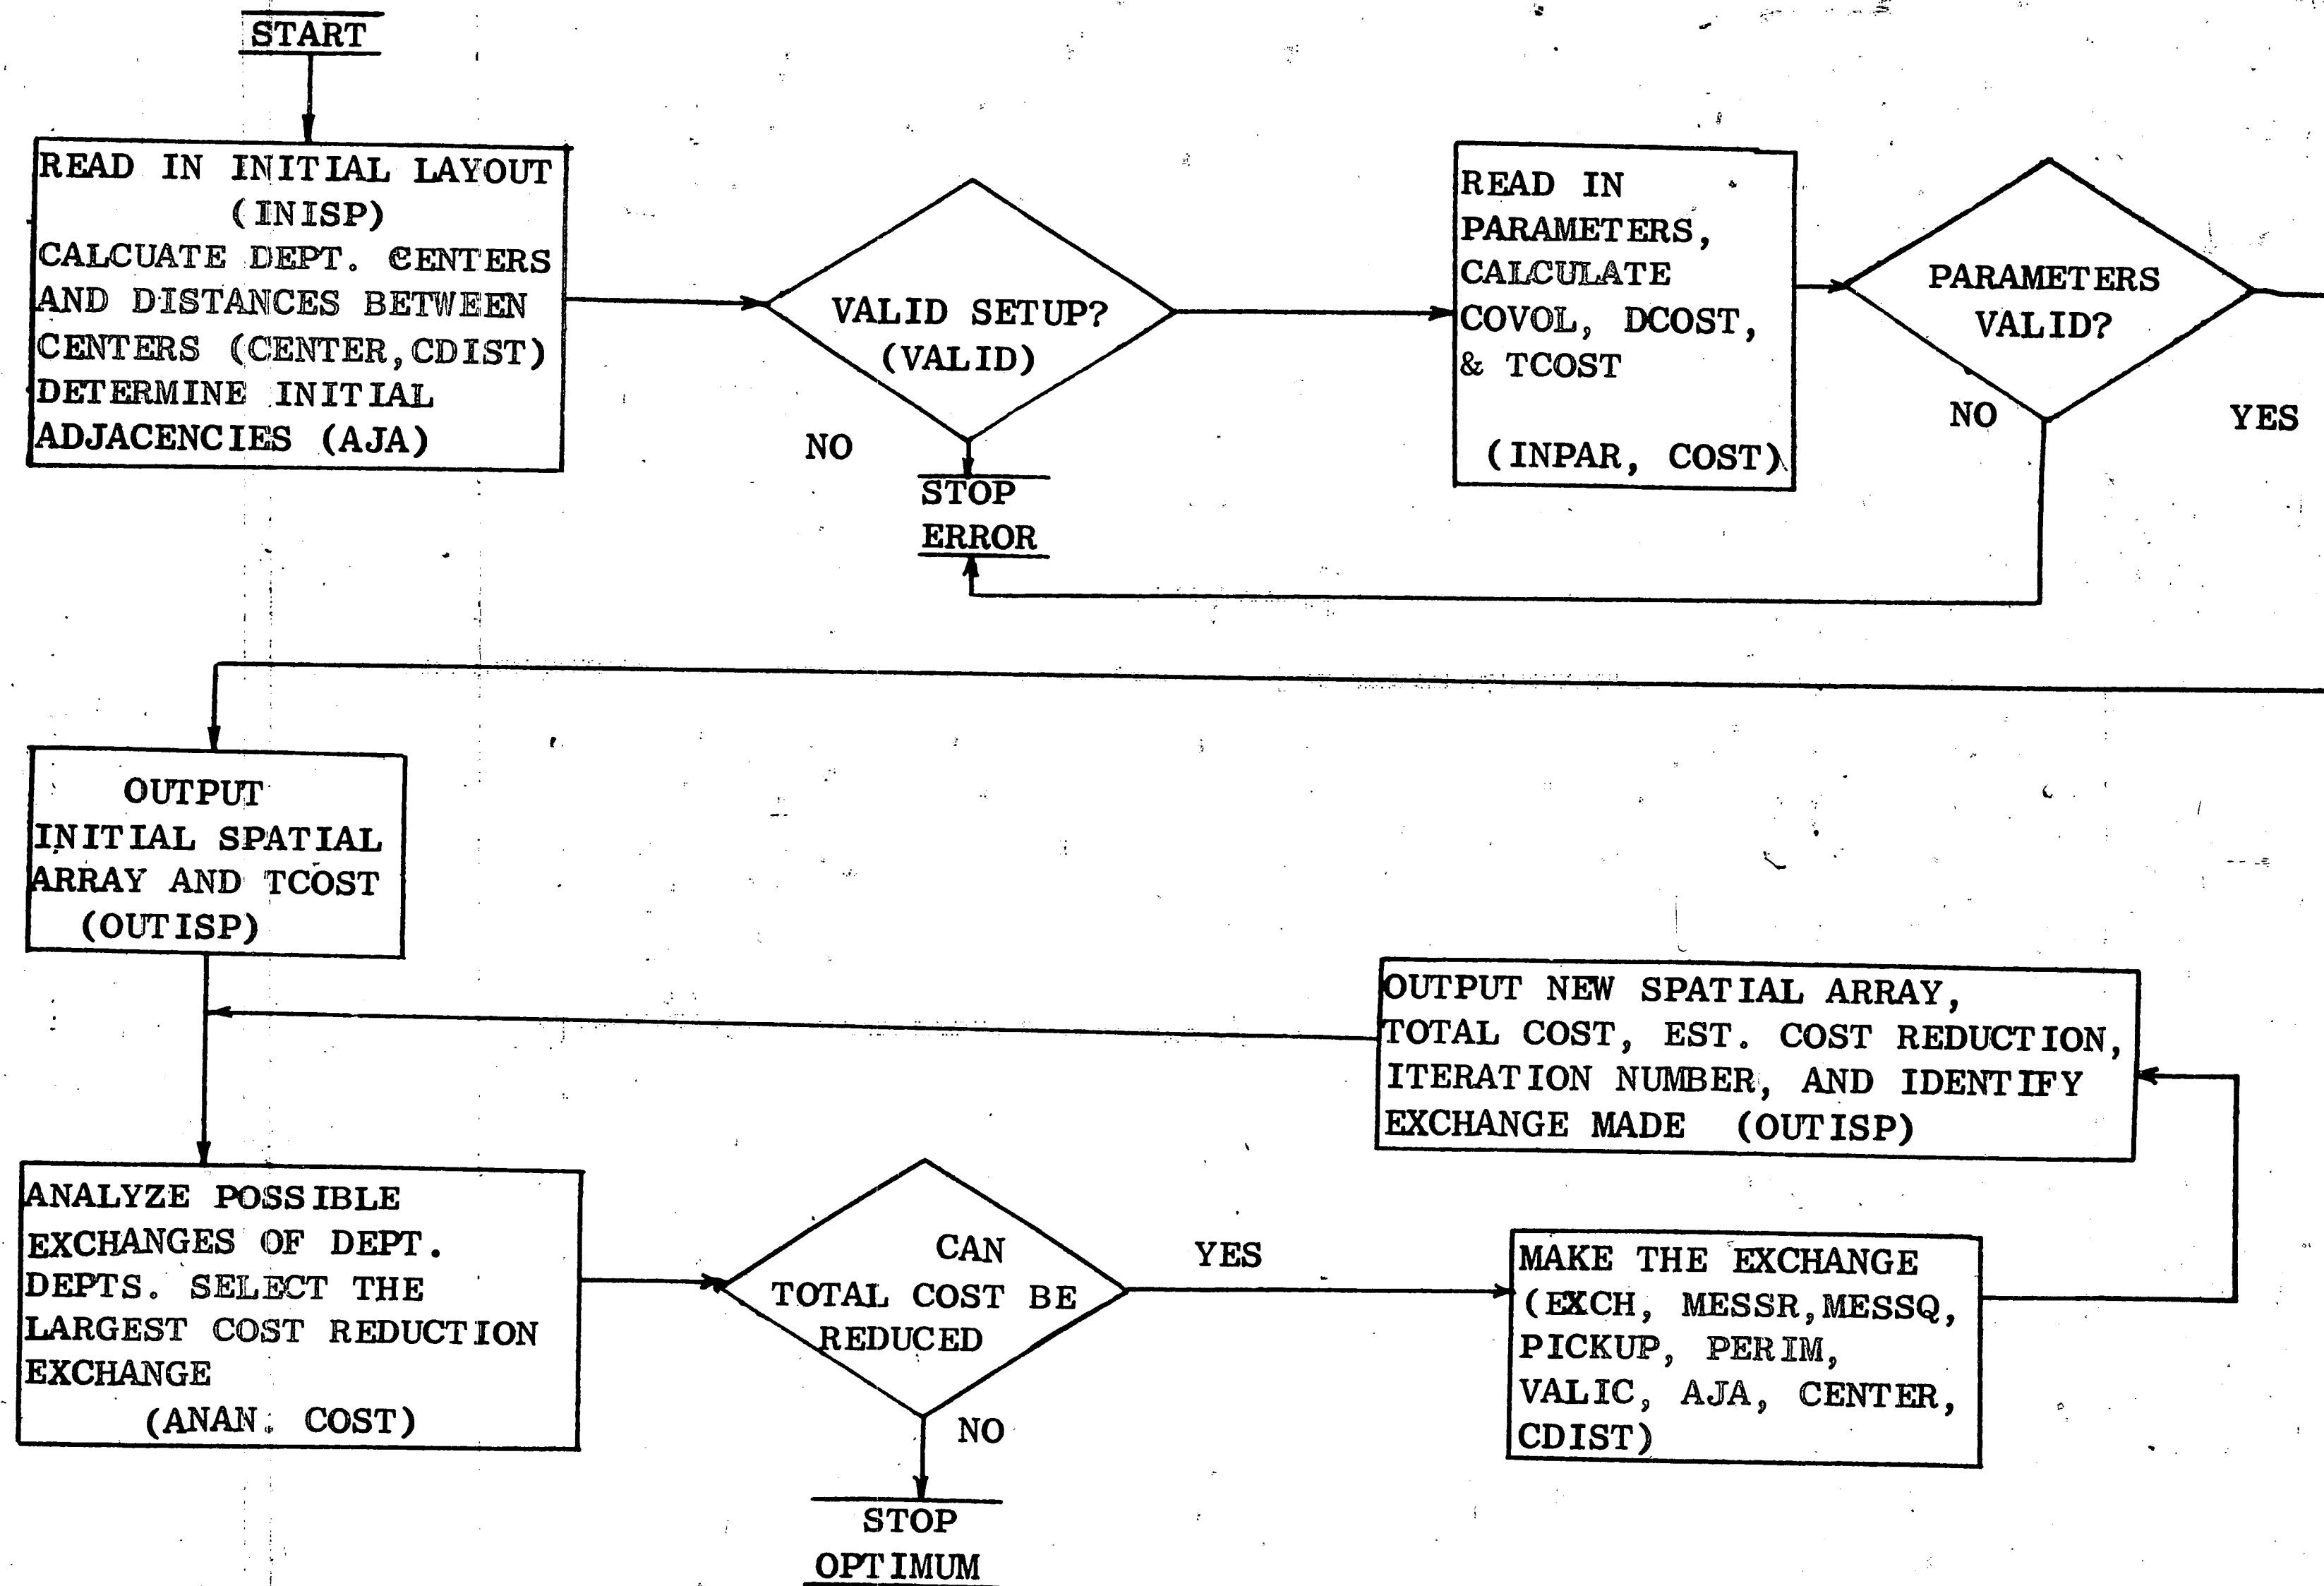 START
READ IN INITIAL LAYOUT
(INISP)
CALCUATE DEPT. CENTERS
AND DISTANCES BETWEEN
CENTERS (CENTER,CDIST)
DETERMINE INITIAL
ADJACENCIES (AJA)
VALID SETUP?
(VALID)
NO
STOP
ERROR
READ IN
PARAMETERS,
CALCULATE
COVOL, DCOST,
& TCOST
(INPAR, COST)
PARAMETERS
VALID?
NO
YES
OUTPUT
INITIAL SPATIAL
ARRAY AND TCOST
(OUTISP)
OUTPUT NEW SPATIAL ARRAY,
TOTAL COST, EST. COST REDUCTION,
ITERATION NUMBER, AND IDENTIFY
EXCHANGE MADE (OUTISP)
ANALYZE POSSIBLE
EXCHANGES OF DEPT.
DEPTS. SELECT THE
LARGEST COST REDUCTION
EXCHANGE
(ANAN. COST)
CAN
TOTAL COST BE
REDUCED
YES
NO
STOP
OPTIMUM
MAKE THE EXCHANGE
(EXCH, MESSR,MESSQ,
PICKUP, PERIM,
VALIC, AJA, CENTER,
CDIST)